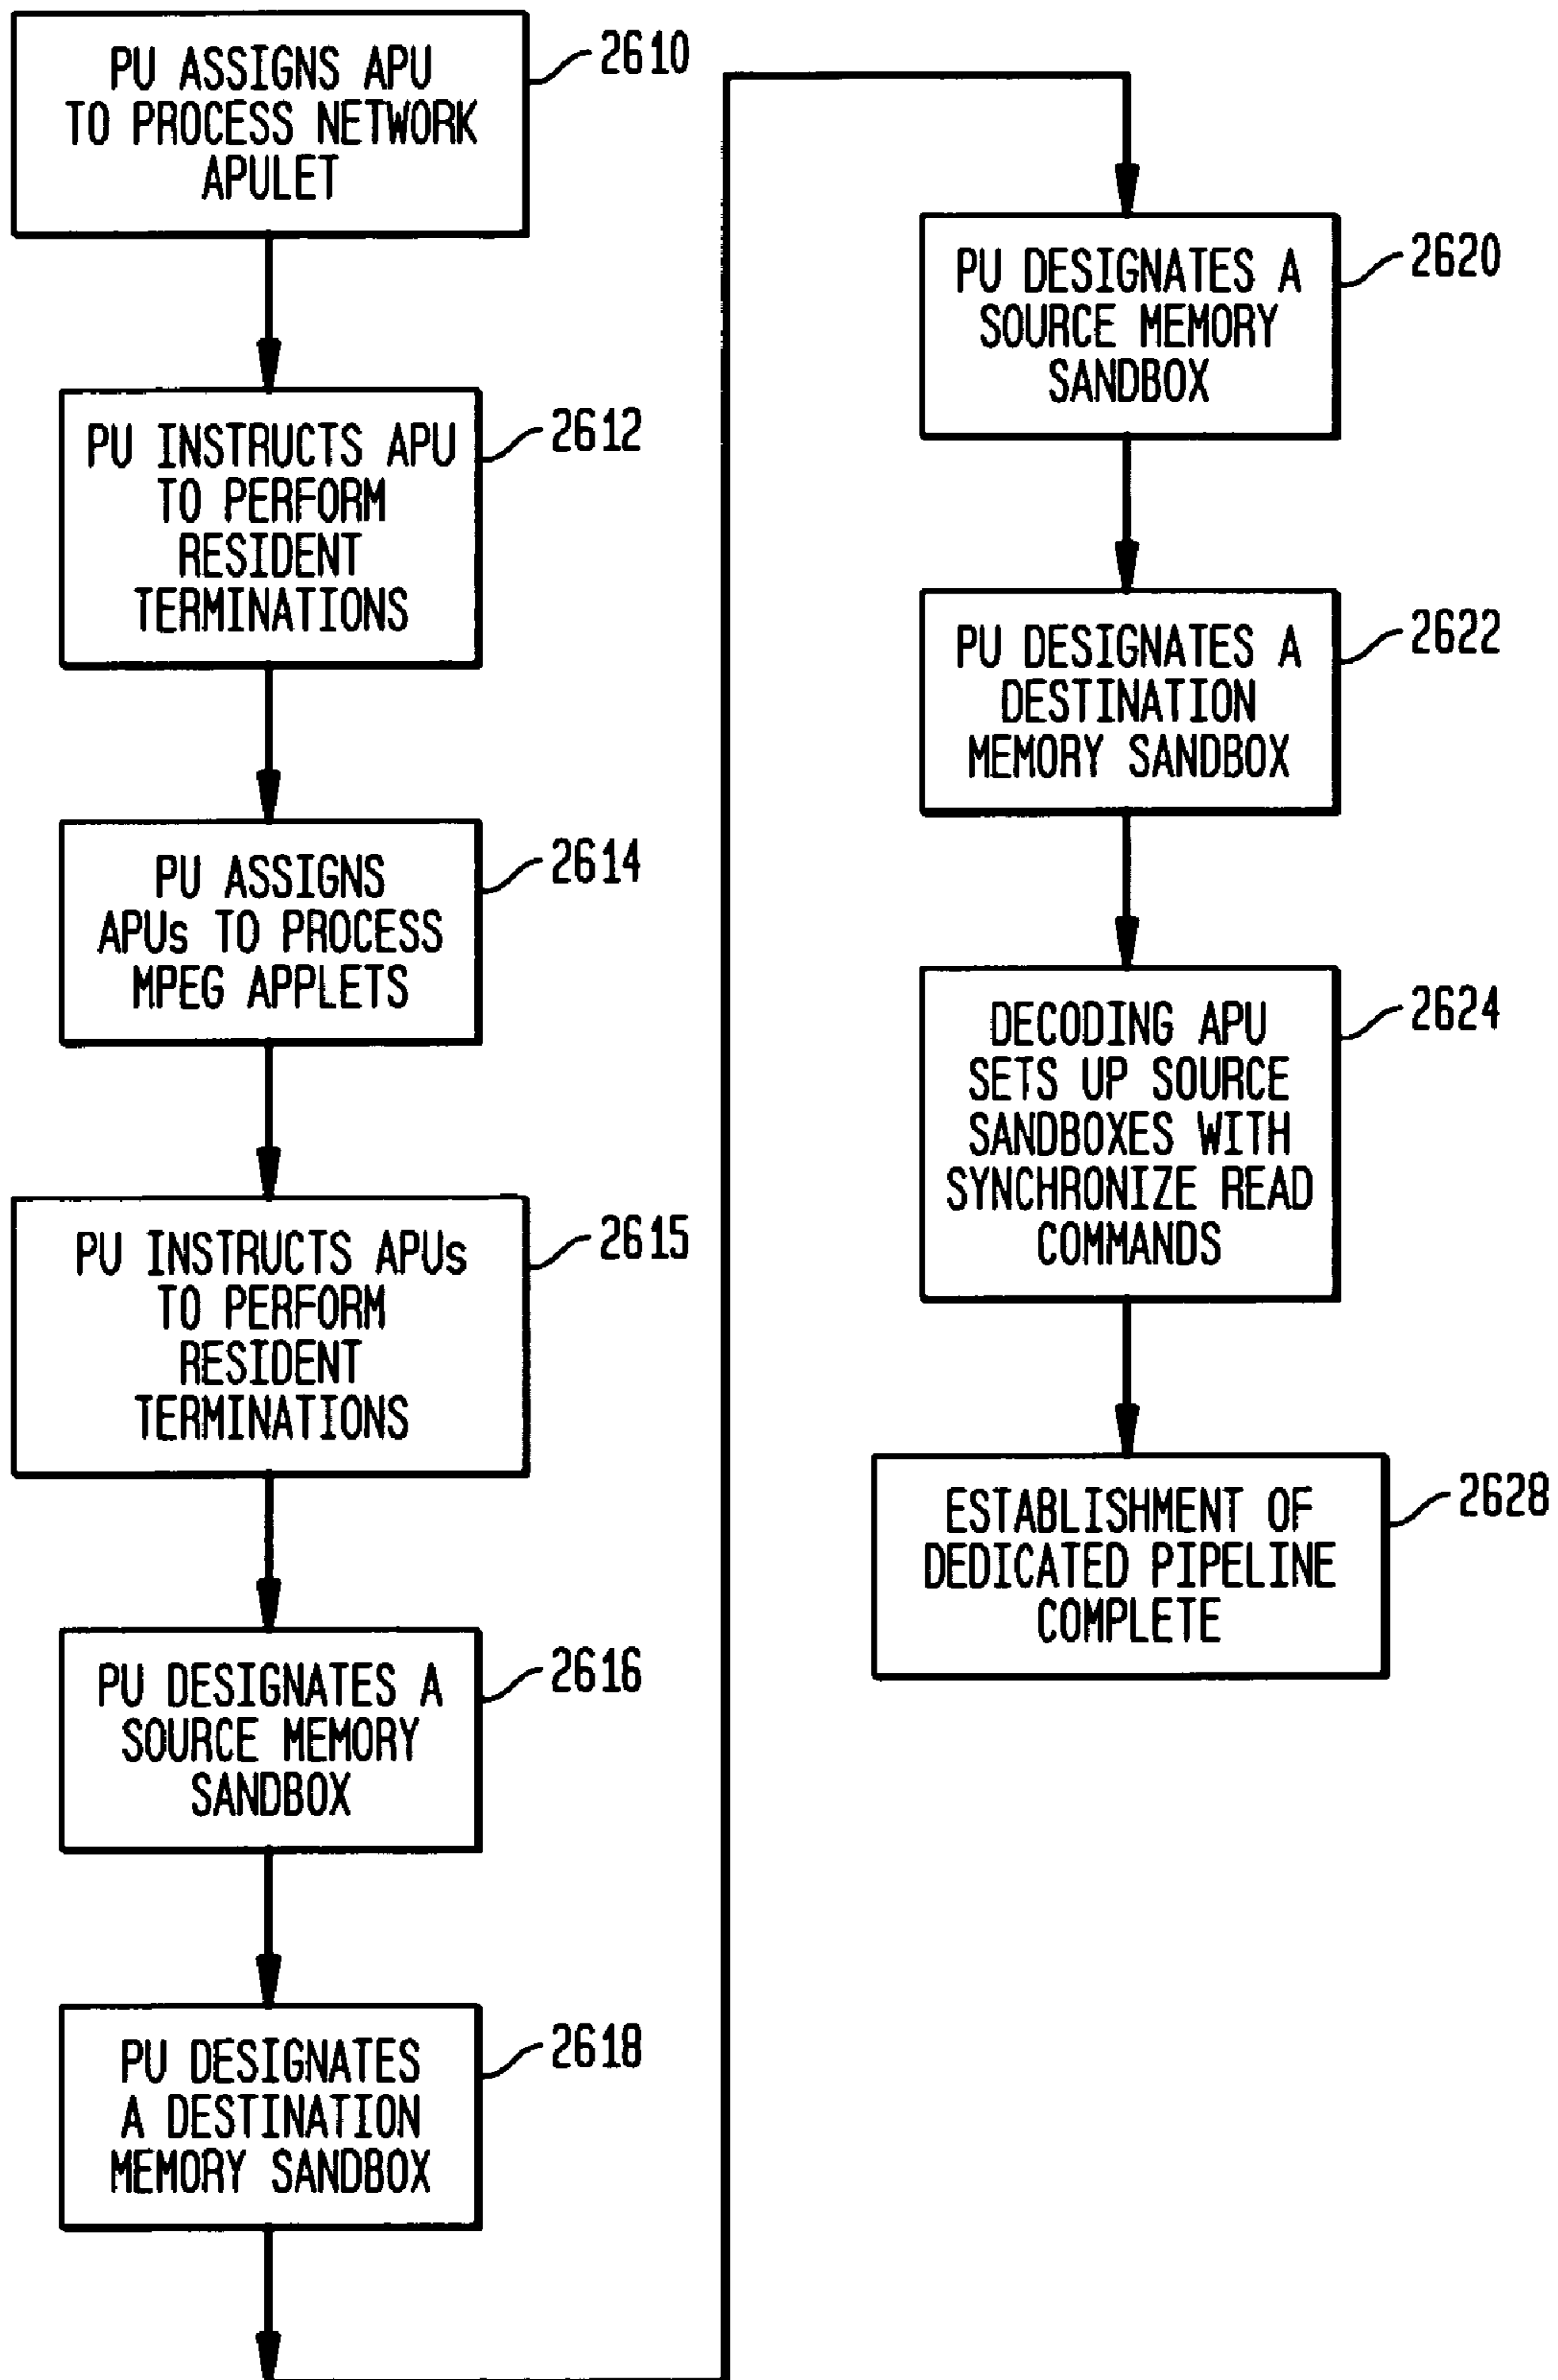 PU ASSIGNS APU
TO PROCESS NETWORK
APULET
2610
PU INSTRUCTS APU
TO PERFORM
RESIDENT
TERMINATIONS
2612
PU ASSIGNS
APUs TO PROCESS
MPEG APPLETS
2614
PU INSTRUCTS APUs
TO PERFORM
RESIDENT
TERMINATIONS
2615
PU DESIGNATES A
SOURCE MEMORY
SANDBOX
2616
PU DESIGNATES
A DESTINATION
MEMORY SANDBOX
2618
PU DESIGNATES A
SOURCE MEMORY
SANDBOX
2620
PU DESIGNATES A
DESTINATION
MEMORY SANDBOX
2622
DECODING APU
SETS UP SOURCE
SANDBOXES WITH
SYNCHRONIZE READ
COMMANDS
2624
ESTABLISHMENT OF
DEDICATED PIPELINE
COMPLETE
2628